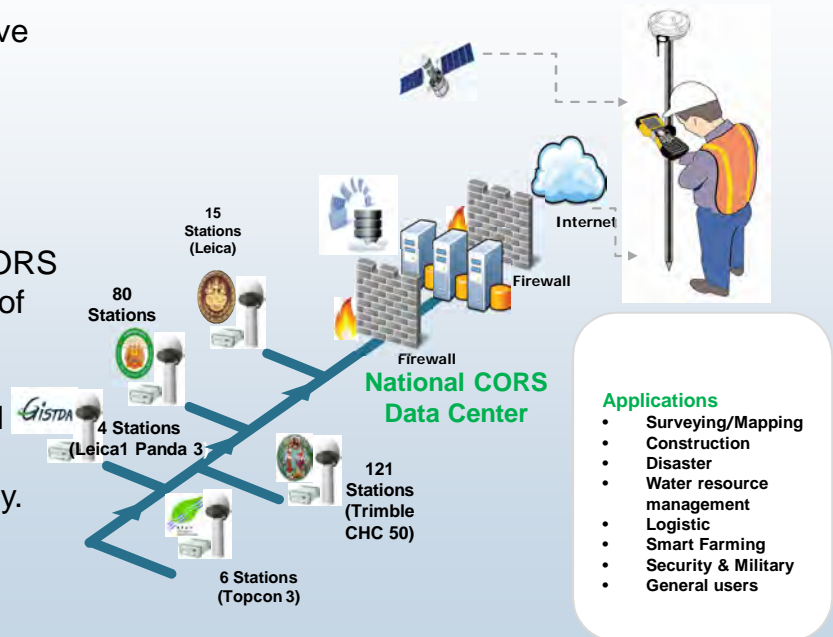 ve
ORS
of
y.
15
Stations
(Leica)
80
Stations
GISTDA
4 Stations
(Leica1 Panda 3
6 Stations
(Topcon 3)
121
Stations
(Trimble
CHC 50)
Internet
Firewall
Firewall
National CORS
Data Center
Applications
• Surveying/Mapping
• Construction
• Disaster
• Water resource
management
• Logistic
• Smart Farming
• Security & Military
• General users